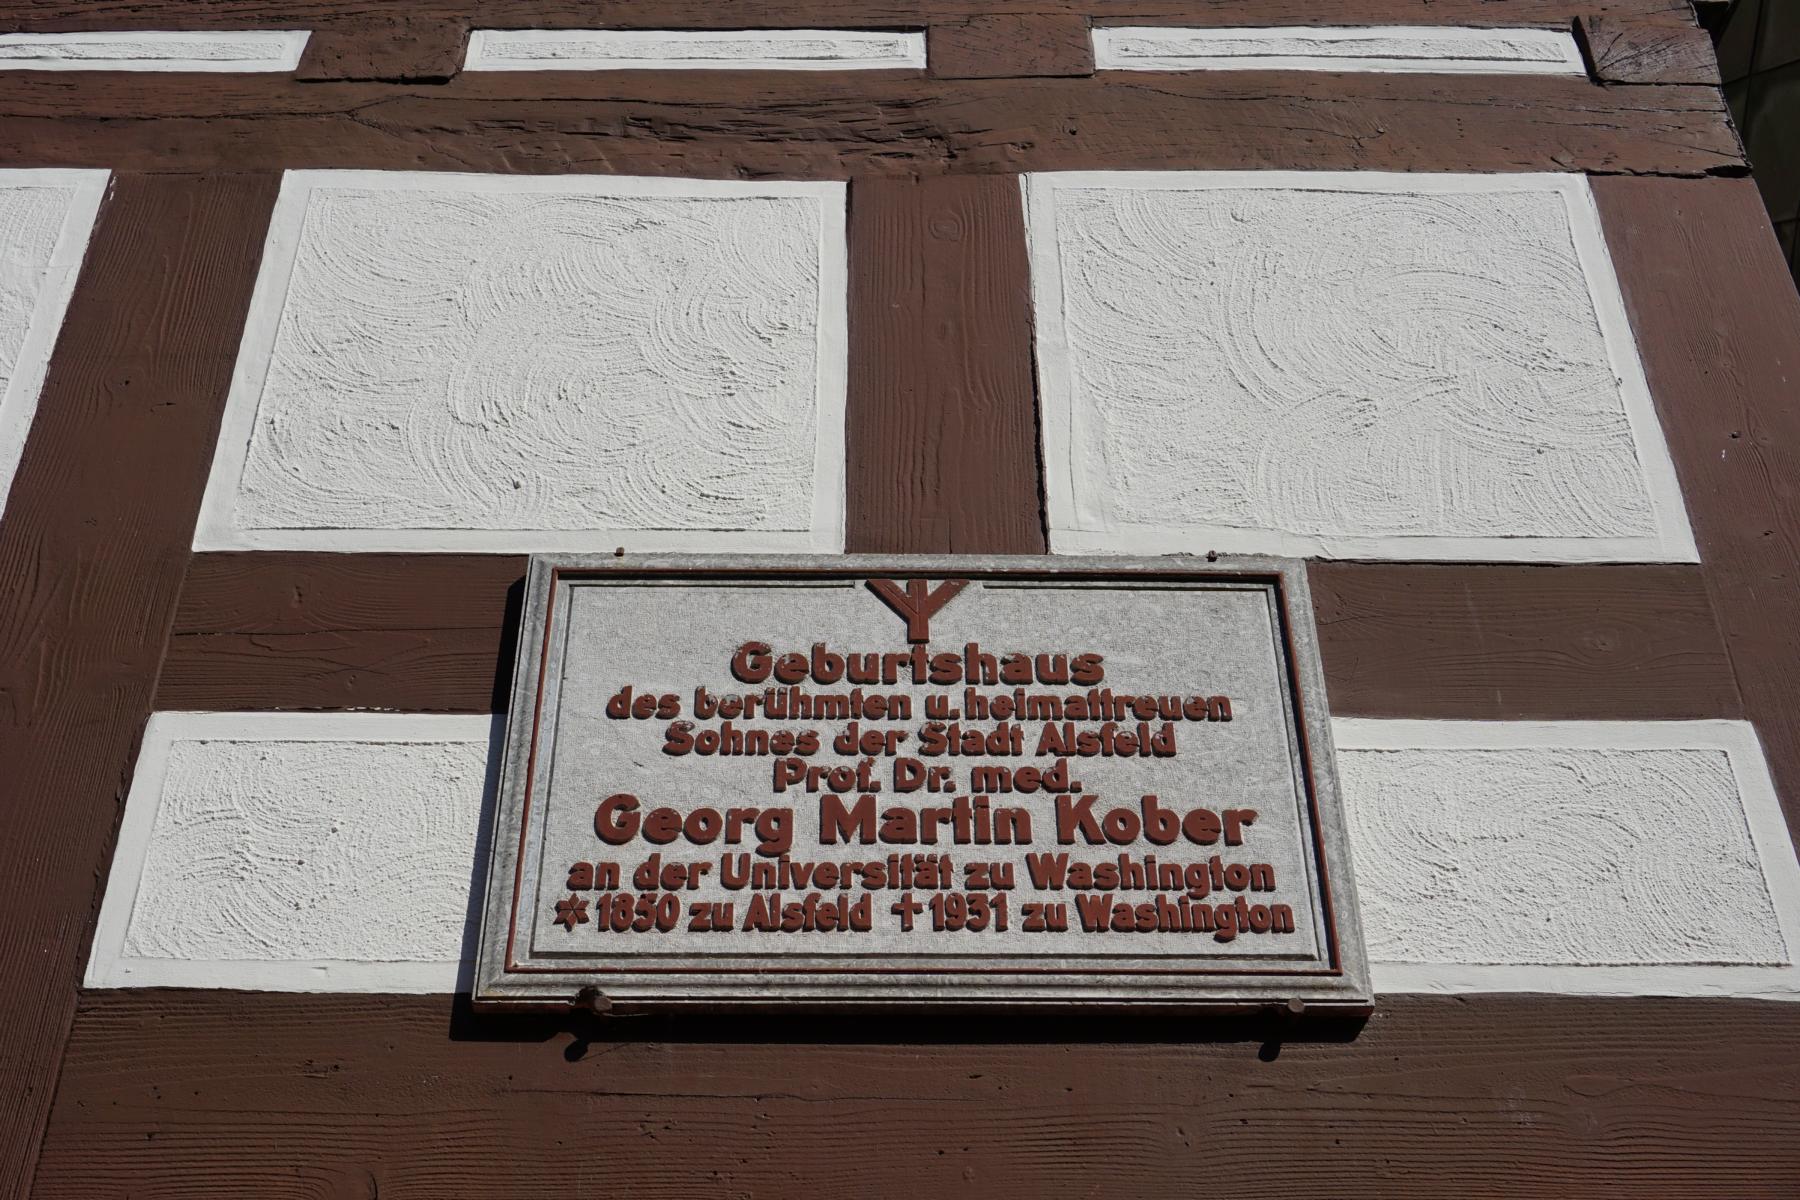 Geburtshaus
des berühmten u. heimattreuen
Sohnes der Stadt Alsfeld
Prof. Dr. med.
Georg Martin Kober
an der Universität zu Washington
* 1850 zu Alsfeld † 1931 zu Washington